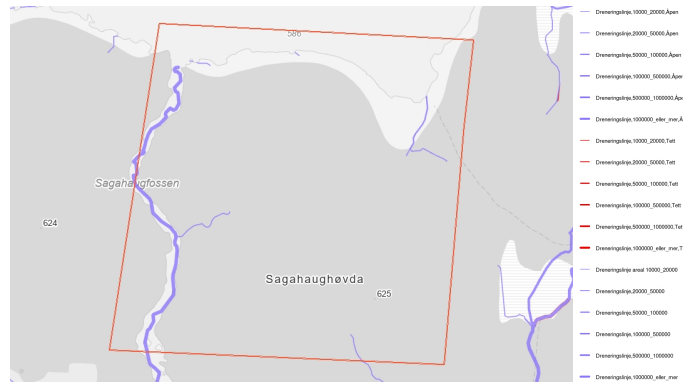 586
Sagahaugfossen
624
Sagahaughøvda
625
Dreneringslinje,10000_20000,Åpen
Dreneringslinje,20000_50000,Åpen
Dreneringslinje,50000_100000,Åpen
Dreneringslinje,100000_500000,Åpen
Dreneringslinje,500000_1000000,Åpe
Dreneringslinje,1000000_eller_mer,Å
Dreneringslinje,10000_20000,Tett
Dreneringslinje,20000_50000,Tett
Dreneringslinje,50000_100000,Tett
Dreneringslinje,100000_500000,Tett
Dreneringslinje,500000_1000000,Tet
Dreneringslinje,1000000_eller_mer,T
Dreneringslinje areal 10000_20000
Dreneringslinje,20000_50000
Dreneringslinje,50000_100000
Dreneringslinje,100000_500000
Dreneringslinje,500000_1000000
Dreneringslinje,1000000_eller_mer